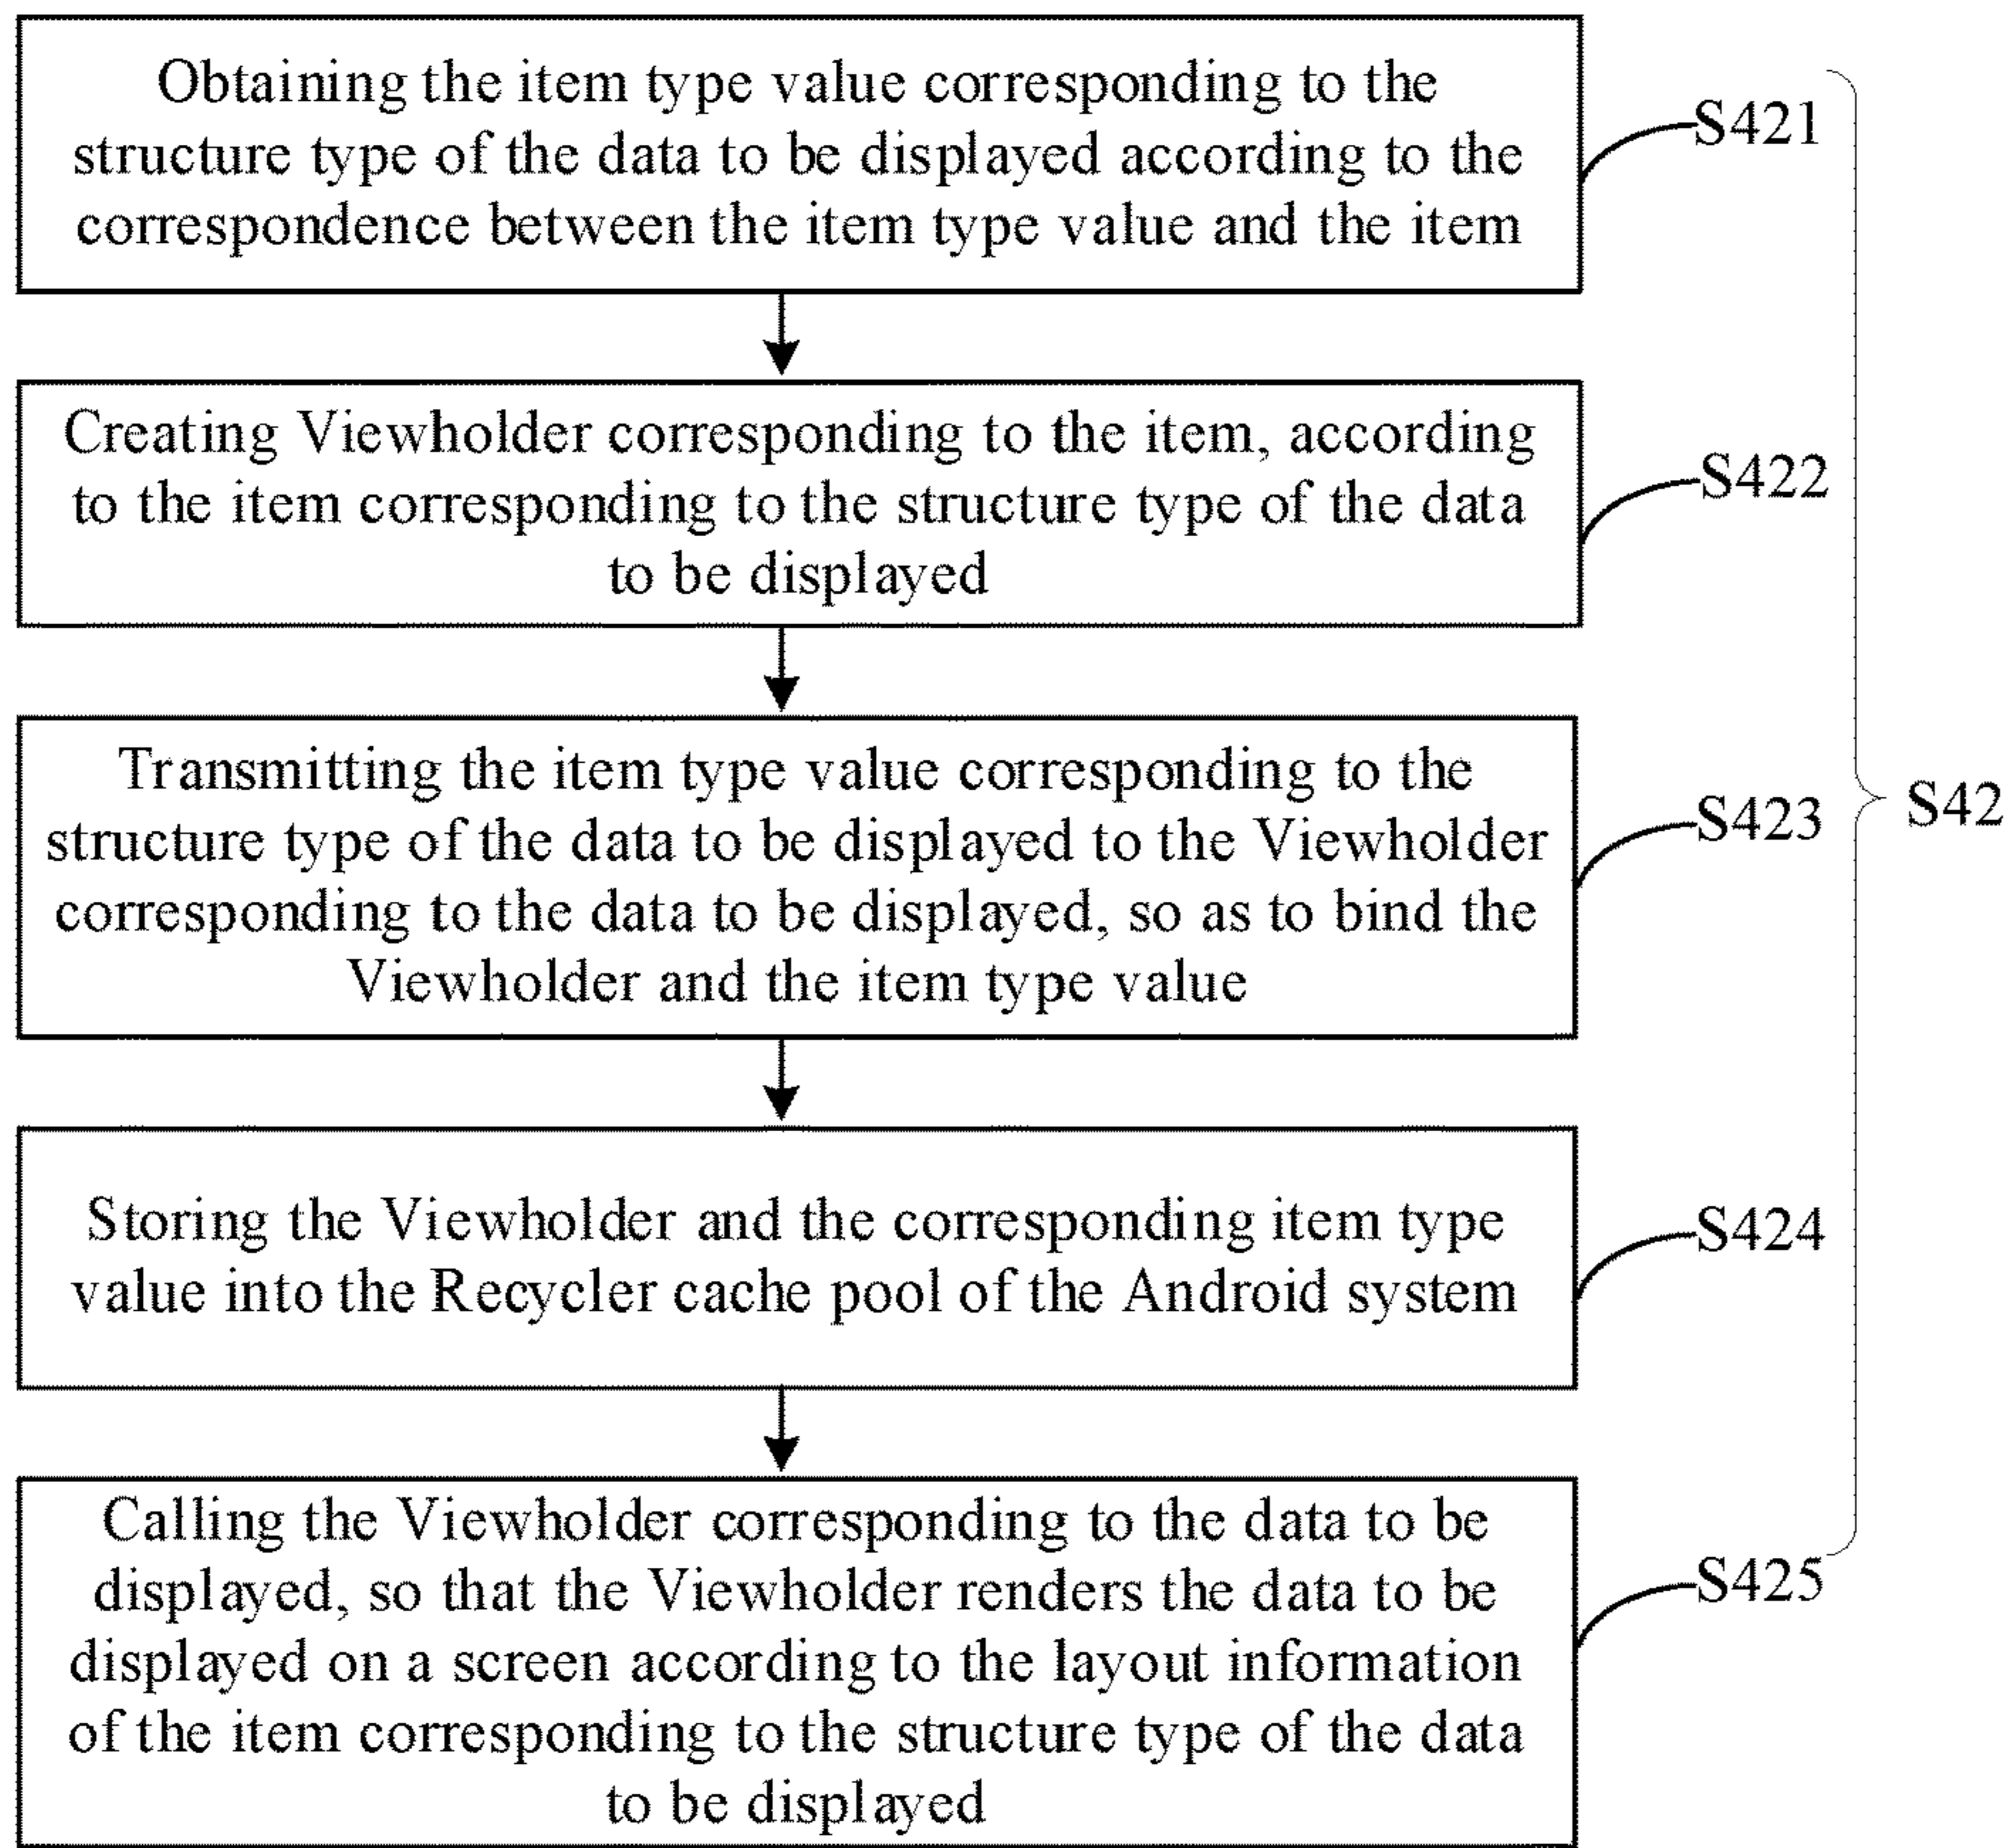 Obtaining the item type value corresponding to the
structure type of the data to be displayed according to the
correspondence between the item type value and the item
S421
Creating Viewholder corresponding to the item, according
to the item corresponding to the structure type of the data
to be displayed
S422
Transmitting the item type value corresponding to the
structure type of the data to be displayed to the Viewholder
corresponding to the data to be displayed, so as to bind the
Viewholder and the item type value
S423
S42
Storing the Viewholder and the corresponding item type
value into the Recycler cache pool of the Android system
S424
Calling the Viewholder corresponding to the data to be
displayed, so that the Viewholder renders the data to be
displayed on a screen according to the layout information
of the item corresponding to the structure type of the data
to be displayed
S425